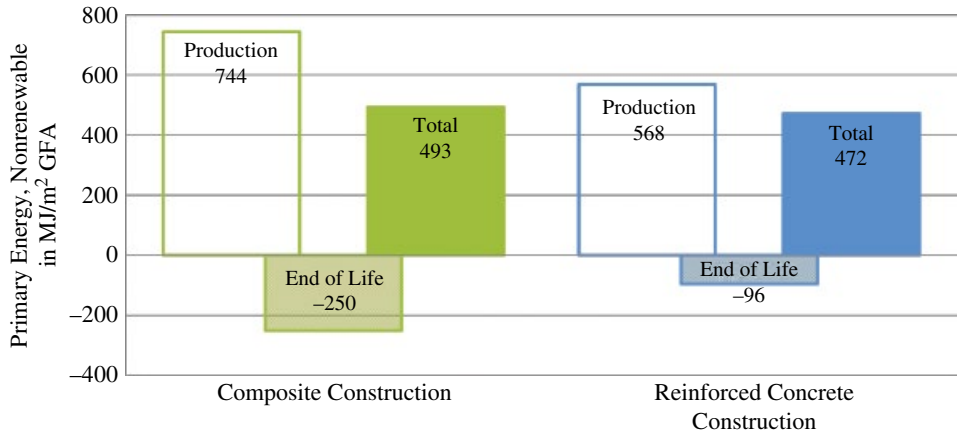 Primary Energy, Nonrenewable
in MJ/m² GFA
800
600
400
200
0
–200
–400
Production
744
Total
493
End of Life
–250
Production
568
Total
472
End of Life
–96
Composite Construction
Reinforced Concrete
Construction